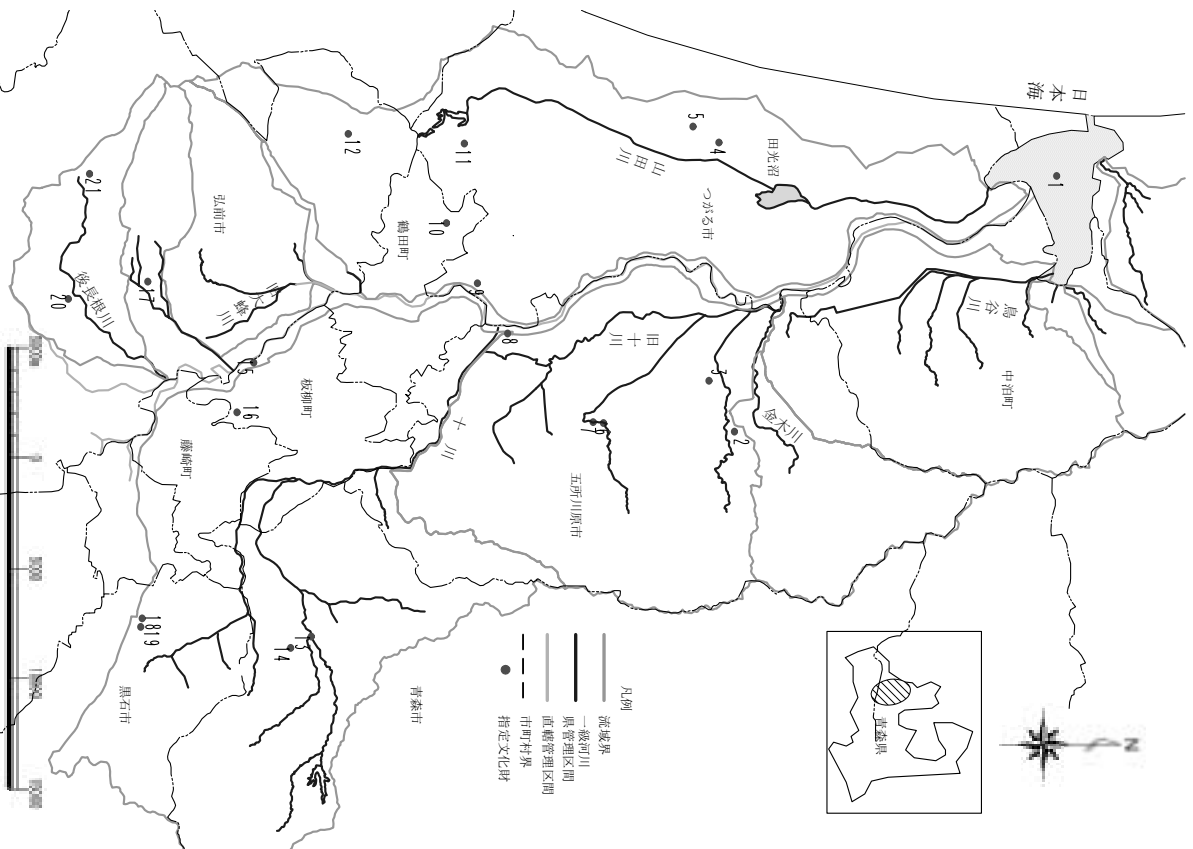 日本海
1
5
4
田光沼
山田川
つがる市
12
11
10
鶴田町
9
21
弘前市
大蜂川
17
後長根川
20
8
旧十川
鳥谷川
中泊町
3
2
金木川
6
7
五所川原市
十川
板柳町
16
藤崎町
14
18
19
黒石市
青森市
凡例
流域界
一級河川
県管理区間
直轄管理区間
市町村界
指定文化財
青森県
N